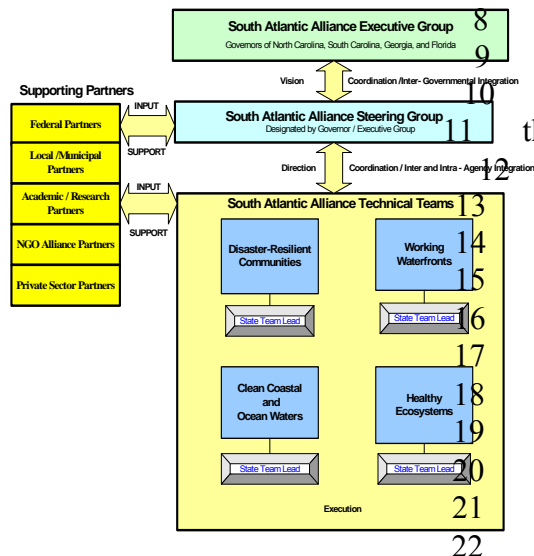 South Atlantic Alliance Executive Group 8
Governors of North Carolina, South Carolina, Georgia, and Florida
9
Vision
Coordination /Inter- Governmental Integration
10
Supporting Partners
INPUT
SUPPORT
South Atlantic Alliance Steering Group
Designated by Governor / Executive Group
11 th
Federal Partners
Local /Municipal
Partners
Academic / Research
Partners
NGO Alliance Partners
Private Sector Partners
12
Direction
Coordination / Inter and Intra - Agency Integration
INPUT
SUPPORT
South Atlantic Alliance Technical Teams 13
Disaster-Resilient
Communities
State Team Lead
Working
Waterfronts
State Team Lead
14
15
16
17
Clean Coastal
and
Ocean Waters
State Team Lead
Healthy
Ecosystems
State Team Lead
18
19
20
Execution
21
22